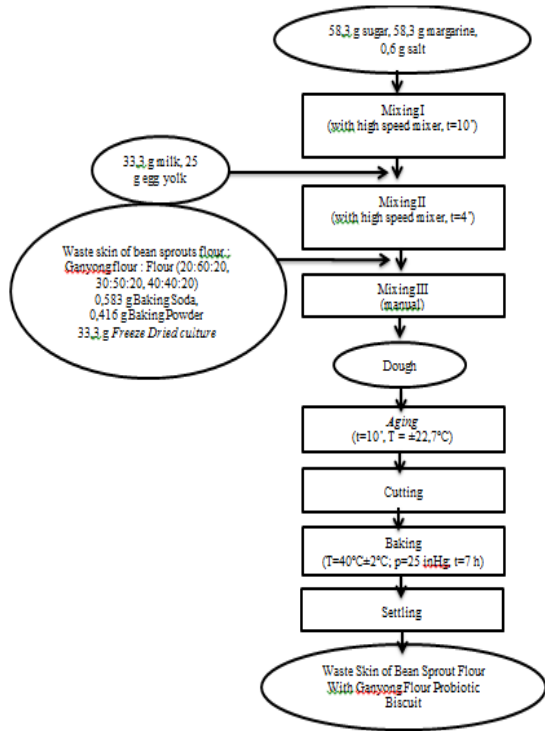 58,3 g sugar, 58,3 g margarine,
0,6 g salt
Mixing I
(with high speed mixer, t=10’)
33,3 g milk, 25
g egg yolk
Mixing II
(with high speed mixer, t=4’)
Waste skin of bean sprouts flour :
Ganyong flour : Flour (20:60:20,
30:50:20, 40:40:20)
0,583 g Baking Soda,
0,416 g Baking Powder
33,3 g Freeze Dried culture
Mixing III
(manual)
Dough
Aging
(t=10’, T = ±22,7ºC)
Cutting
Baking
(T=40ºC±2ºC; p=25 inHg, t=7 h)
Settling
Waste Skin of Bean Sprout Flour
With Ganyong Flour Probiotic
Biscuit